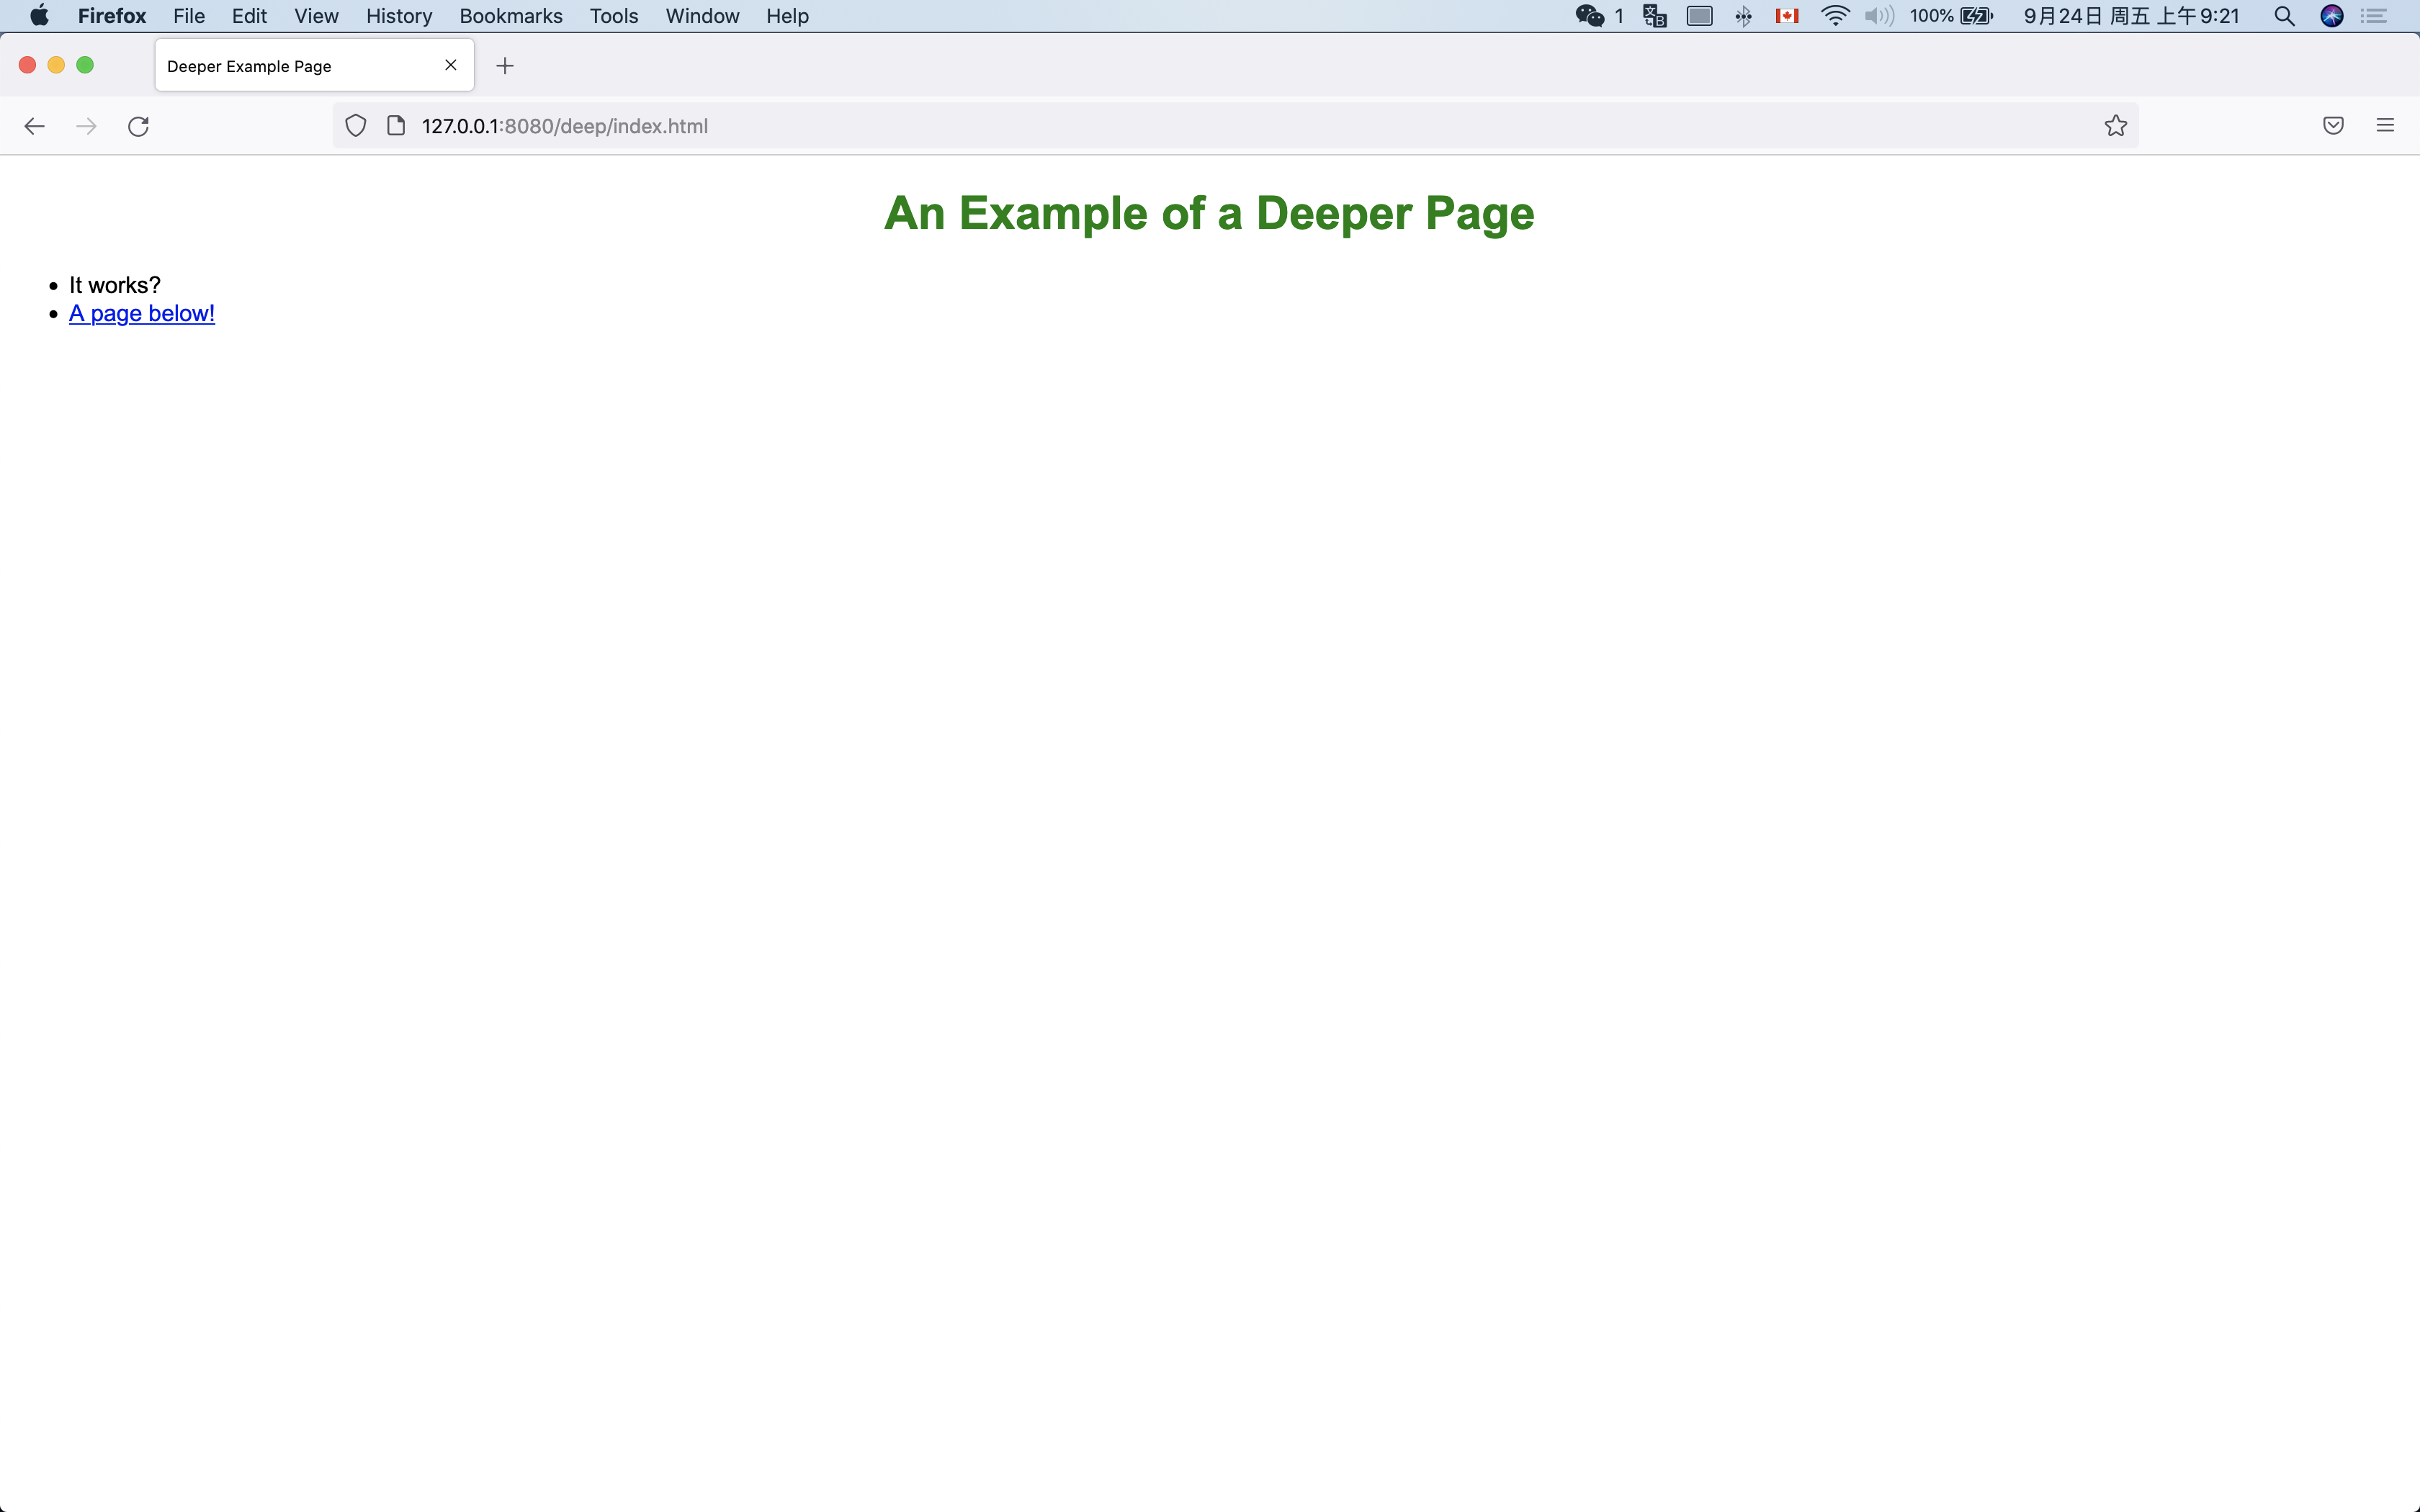 Firefox File Edit View History Bookmarks Tools Window Help 1 100% 9月24日 周五 上午9:21
Deeper Example Page
127.0.0.1:8080/deep/index.html
An Example of a Deeper Page
It works?
A page below!